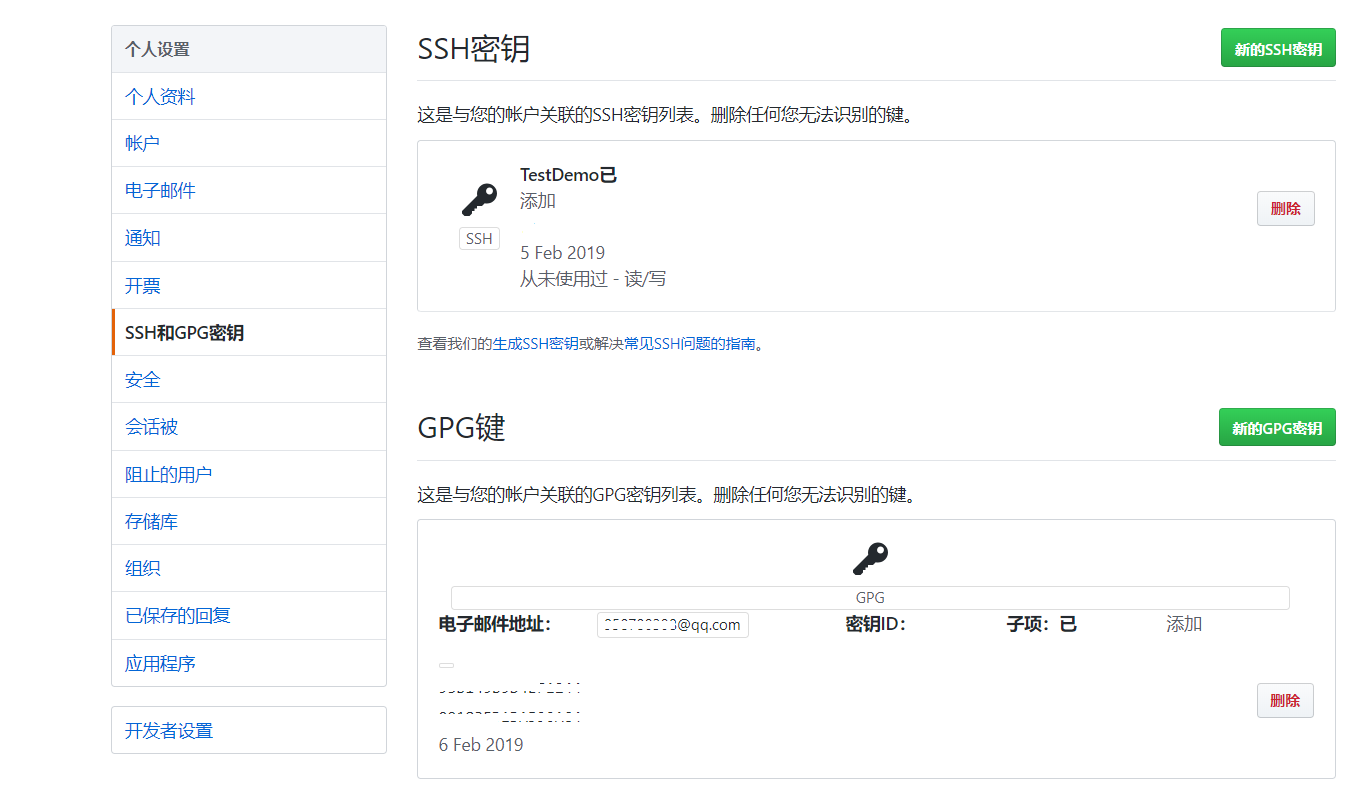 个人设置
个人资料
帐户
电子邮件
通知
开票
SSH和GPG密钥
安全
会话被
阻止的用户
存储库
组织
已保存的回复
应用程序
开发者设置
SSH密钥
新的SSH密钥
这是与您的帐户关联的SSH密钥列表。删除任何您无法识别的键。
TestDemo已
添加
SSH
5 Feb 2019
从未使用过 - 读/写
删除
查看我们的生成SSH密钥或解决常见SSH问题的指南。
GPG键
新的GPG密钥
这是与您的帐户关联的GPG密钥列表。删除任何您无法识别的键。
GPG
电子邮件地址： @qq.com 密钥ID： 子项：已 添加
删除
6 Feb 2019